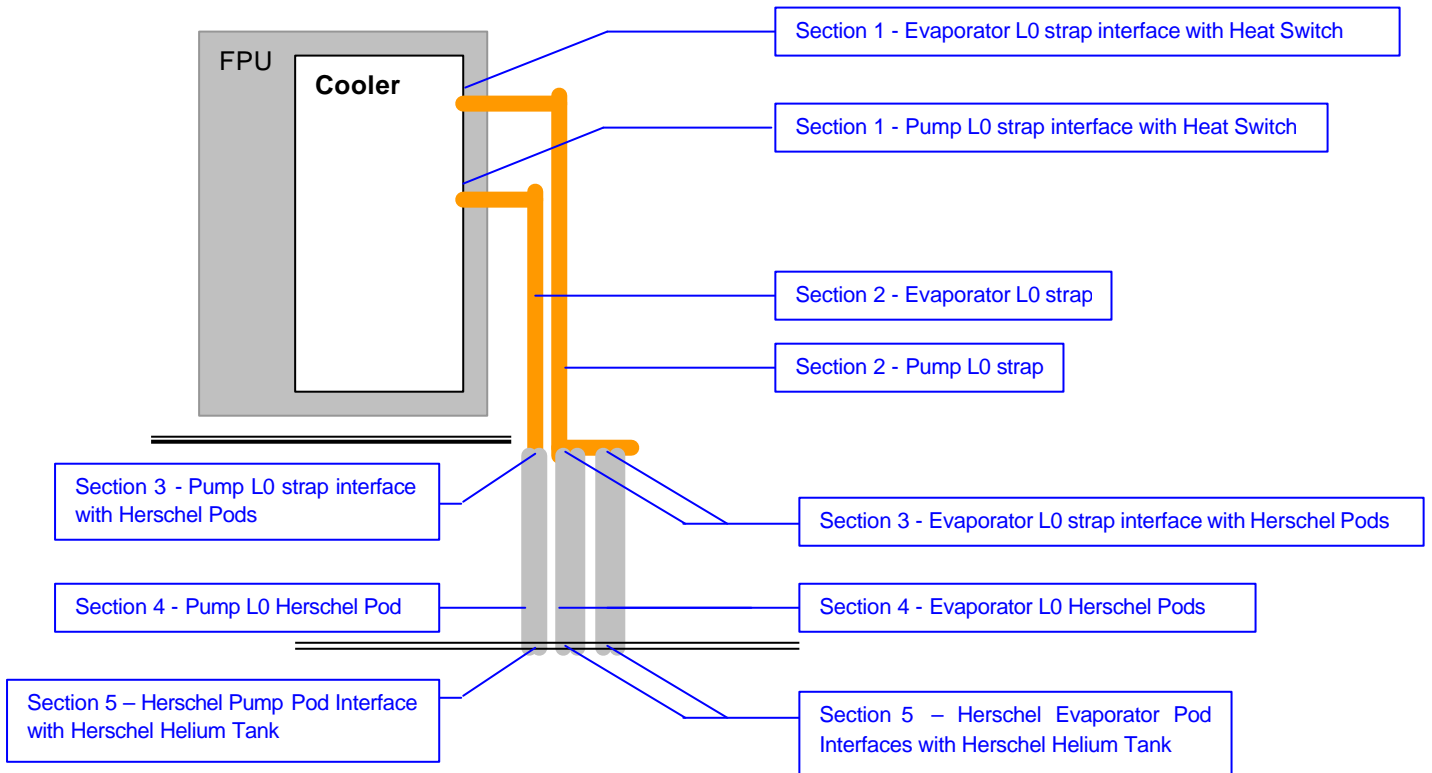 FPU
Cooler
Section 1 - Evaporator L0 strap interface with Heat Switch
Section 1 - Pump L0 strap interface with Heat Switch
Section 2 - Evaporator L0 strap
Section 2 - Pump L0 strap
Section 3 - Pump L0 strap interface
with Herschel Pods
Section 3 - Evaporator L0 strap interface with Herschel Pods
Section 4 - Pump L0 Herschel Pod
Section 4 - Evaporator L0 Herschel Pods
Section 5 – Herschel Pump Pod Interface
with Herschel Helium Tank
Section 5 – Herschel Evaporator Pod
Interfaces with Herschel Helium Tank